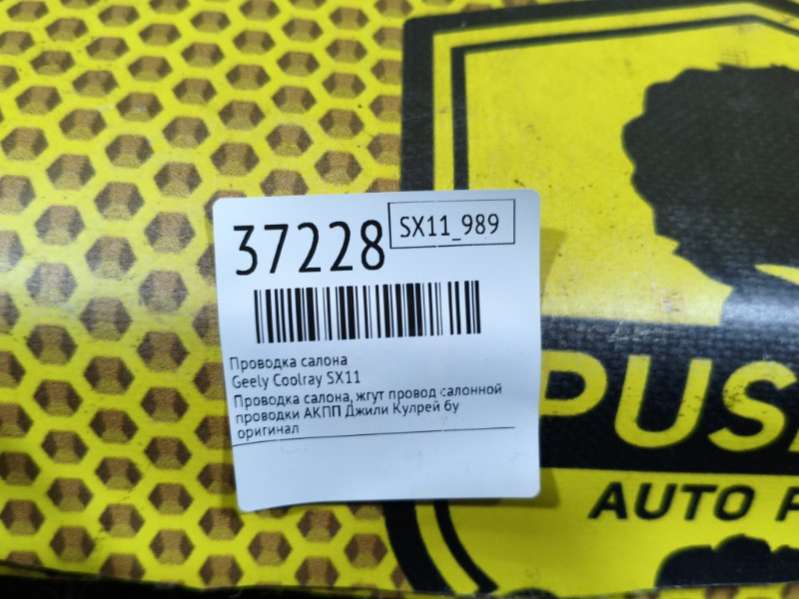 37228
SX11_989
Проводка салона
Geely Coolray SX11
Проводка салона, жгут провод салонной
проводки АКПП Джили Кулрей бу
оригинал
AUTO